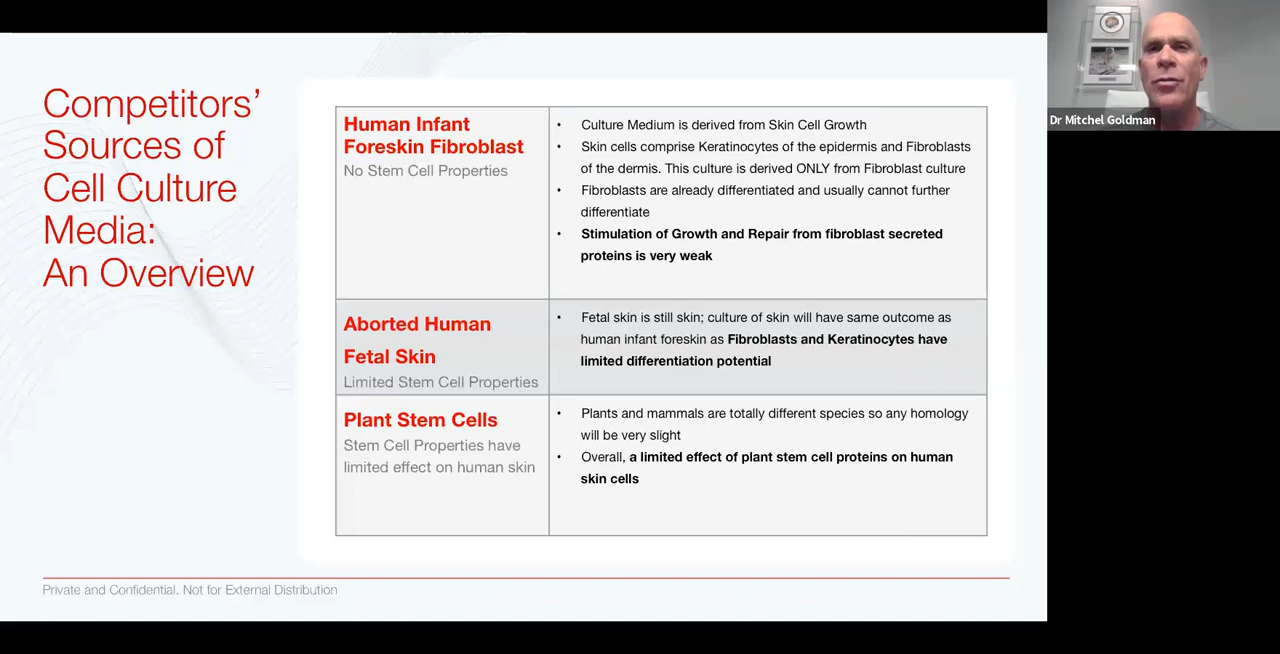 Competitors’
Sources of
Cell Culture
Media:
An Overview
Human Infant
Foreskin Fibroblast
No Stem Cell Properties
• Culture Medium is derived from Skin Cell Growth
• Skin cells comprise Keratinocytes of the epidermis and Fibroblasts
of the dermis. This culture is derived ONLY from Fibroblast culture
• Fibroblasts are already differentiated and usually cannot further
differentiate
• Stimulation of Growth and Repair from fibroblast secreted
proteins is very weak
Aborted Human
Fetal Skin
Limited Stem Cell Properties
• Fetal skin is still skin; culture of skin will have same outcome as
human infant foreskin as Fibroblasts and Keratinocytes have
limited differentiation potential
Plant Stem Cells
Stem Cell Properties have
limited effect on human skin
• Plants and mammals are totally different species so any homology
will be very slight
• Overall, a limited effect of plant stem cell proteins on human
skin cells
Private and Confidential. Not for External Distribution
Dr Mitchel Goldman